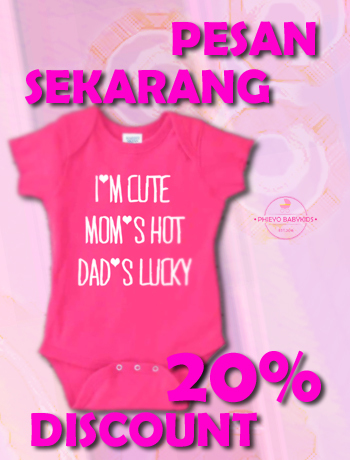 PESAN
SEKARANG
I♥M CUTE
MOM♥S HOT
DAD♥S LUCKY
• PHIEYO BABYKIDS •
20%
DISCOUNT